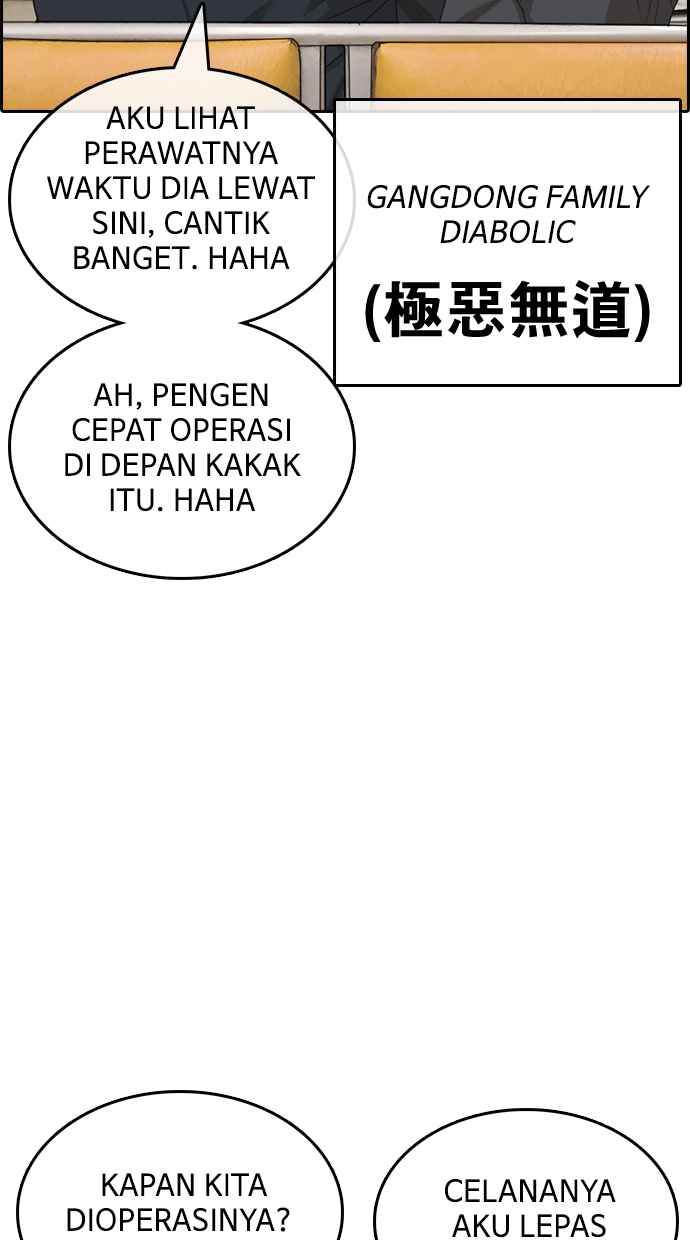 AKU LIHAT
PERAWATNYA
WAKTU DIA LEWAT
SINI, CANTIK
BANGET. HAHA
GANGDONG FAMILY
DIABOLIC
(極惡無道)
AH, PENGEN
CEPAT OPERASI
DI DEPAN KAKAK
ITU. HAHA
KAPAN KITA
DIOPERASINYA?
CELANANYA
AKU LEPAS